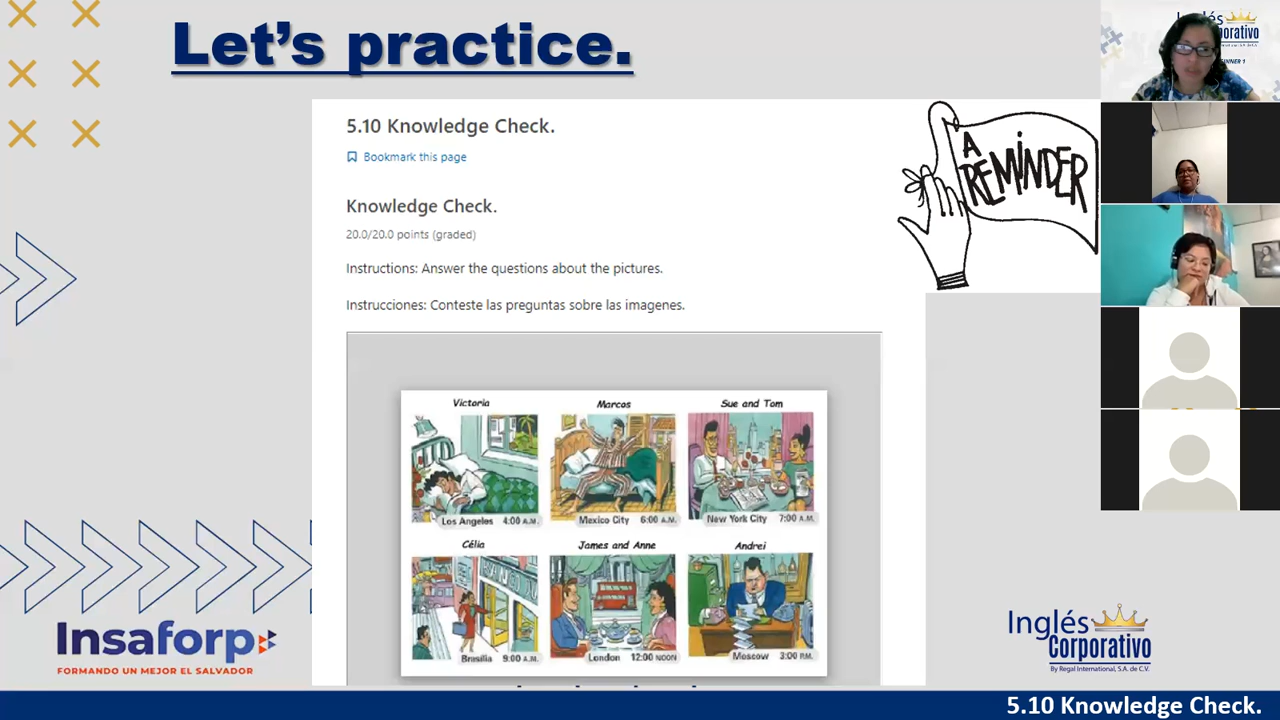 Let's practice.
5.10 Knowledge Check.
Bookmark this page
Knowledge Check.
20.0/20.0 points (graded)
Instructions: Answer the questions about the pictures.
Instrucciones: Conteste las preguntas sobre las imagenes.
A
REMINDER
Victoria
Marcos
Sue and Tom
Los Angeles 4:00 A.M.
Mexico City 6:00 A.M.
New York City 7:00 A.M.
Célia
James and Anne
Andrei
Brasília 9:00 A.M.
London 12:00 NOON
Moscow 3:00 P.M.
Insaforp
FORMANDO UN MEJOR EL SALVADOR
Inglés
Corporativo
By Regal International, S.A. de C.V.
5.10 Knowledge Check.